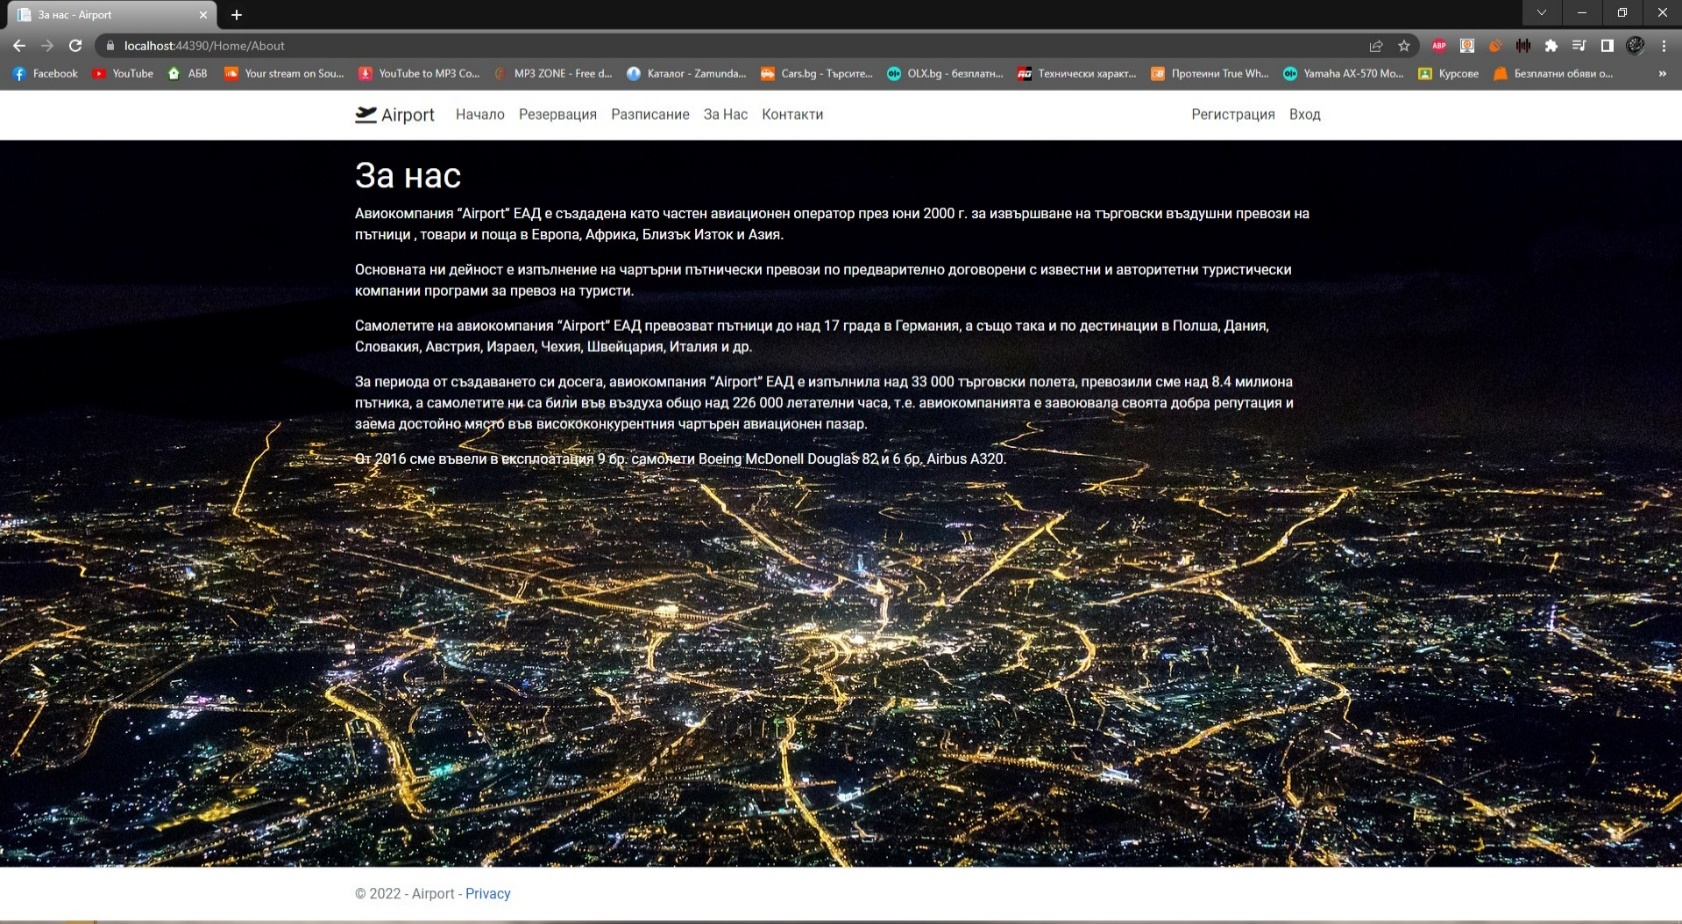 За нас - Airport
localhost:44390/Home/About
ABP
Facebook YouTube АБВ Your stream on Sou... YouTube to MP3 Co... MP3 ZONE - Free d... Каталог - Zamunda... Cars.bg - Търсите... OLX.bg - безплатн... Технически характ... Протеини True Wh... Yamaha AX-570 Mo... Курсове Безплатни обяви о... »
Airport Начало Резервация Разписание За Нас Контакти Регистрация Вход
За нас
Авиокомпания “Airport” ЕАД е създадена като частен авиационен оператор през юни 2000 г. за извършване на търговски въздушни превози на
пътници , товари и поща в Европа, Африка, Близък Изток и Азия.
Основната ни дейност е изпълнение на чартърни пътнически превози по предварително договорени с известни и авторитетни туристически
компании програми за превоз на туристи.
Самолетите на авиокомпания “Airport” ЕАД превозват пътници до над 17 града в Германия, а също така и по дестинации в Полша, Дания,
Словакия, Австрия, Израел, Чехия, Швейцария, Италия и др.
За периода от създаването си досега, авиокомпания “Airport” ЕАД е изпълнила над 33 000 търговски полета, превозили сме над 8.4 милиона
пътника, а самолетите ни са били във въздуха общо над 226 000 летателни часа, т.е. авиокомпанията е завоювала своята добра репутация и
заема достойно място във висококонкурентния чартърен авиационен пазар.
От 2016 сме въвели в експлоатация 9 бр. самолети Boeing McDonell Douglas 82 и 6 бр. Airbus A320.
© 2022 - Airport - Privacy